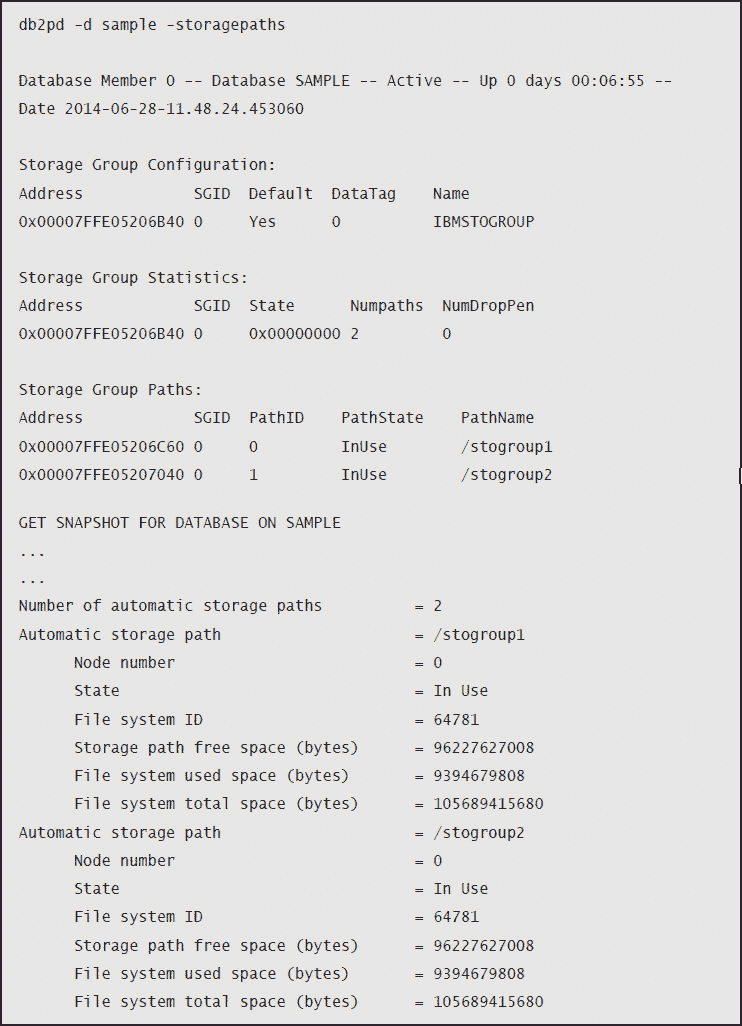 db2pd -d sample -storagepaths
Database Member 0 -- Database SAMPLE -- Active -- Up 0 days 00:06:55 --
Date 2014-06-28-11.48.24.453060
Storage Group Configuration:
Address SGID Default DataTag Name
0x00007FFE05206B40 0 Yes 0 IBMSTOGROUP
Storage Group Statistics:
Address SGID State Numpaths NumDropPen
0x00007FFE05206B40 0 0x00000000 2 0
Storage Group Paths:
Address SGID PathID PathState PathName
0x00007FFE05206C60 0 0 InUse /stogroup1
0x00007FFE05207040 0 1 InUse /stogroup2
GET SNAPSHOT FOR DATABASE ON SAMPLE
...
...
Number of automatic storage paths = 2
Automatic storage path = /stogroup1
Node number = 0
State = In Use
File system ID = 64781
Storage path free space (bytes) = 96227627008
File system used space (bytes) = 9394679808
File system total space (bytes) = 105689415680
Automatic storage path = /stogroup2
Node number = 0
State = In Use
File system ID = 64781
Storage path free space (bytes) = 96227627008
File system used space (bytes) = 9394679808
File system total space (bytes) = 105689415680